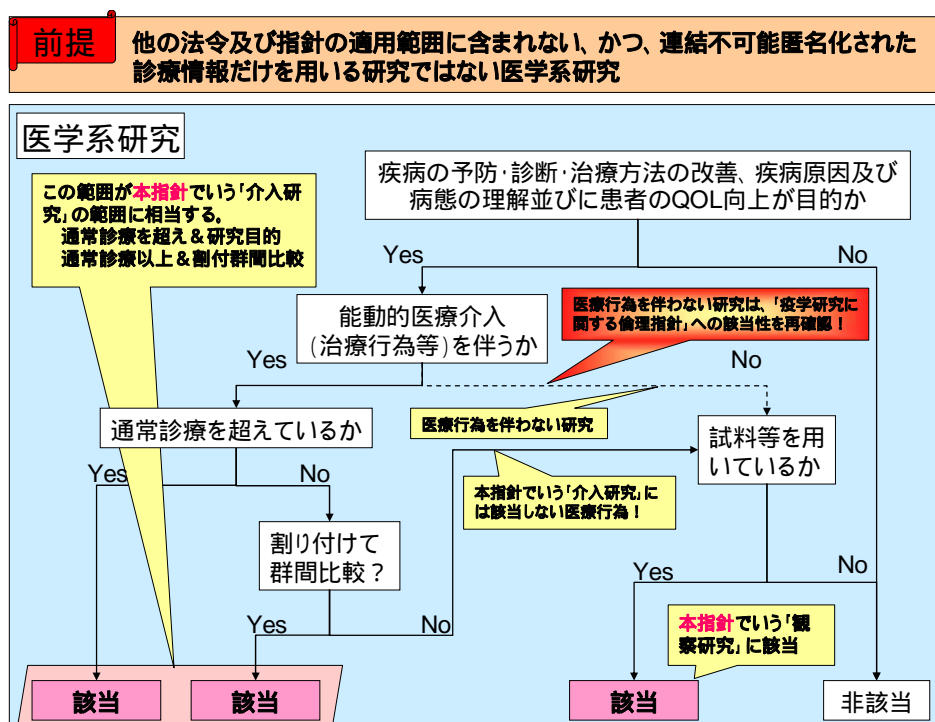 前提
他の法令及び指針の適用範囲に含まれない、かつ、連結不可能匿名化された
診療情報だけを用いる研究ではない医学系研究
医学系研究
疾病の予防・診断・治療方法の改善、疾病原因及び
病態の理解並びに患者のQOL向上が目的か
この範囲が本指針でいう「介入研
究」の範囲に相当する。
通常診療を超え&研究目的
通常診療以上&割付群間比較
Yes
No
能動的医療介入
(治療行為等)を伴うか
医療行為を伴わない研究は、「疫学研究に
関する倫理指針」への該当性を再確認!
Yes
No
通常診療を超えているか
医療行為を伴わない研究
試料等を用
いているか
Yes
No
本指針でいう「介入研究」に
は該当しない医療行為!
割り付けて
群間比較?
Yes
No
Yes
No
本指針でいう「観
察研究」に該当
該当
該当
該当
非該当